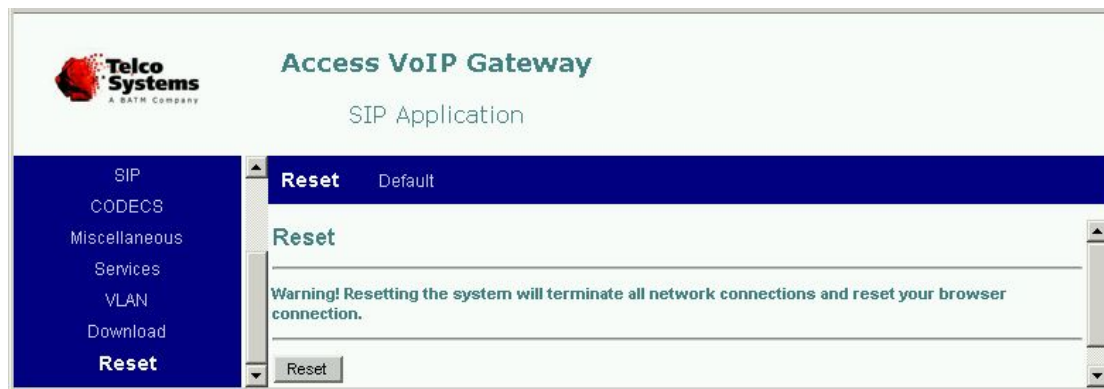 Telco
Systems
A BATM Company
Access VoIP Gateway
SIP Application
SIP
CODECS
Miscellaneous
Services
VLAN
Download
Reset
Reset Default
Reset
Warning! Resetting the system will terminate all network connections and reset your browser
connection.
Reset